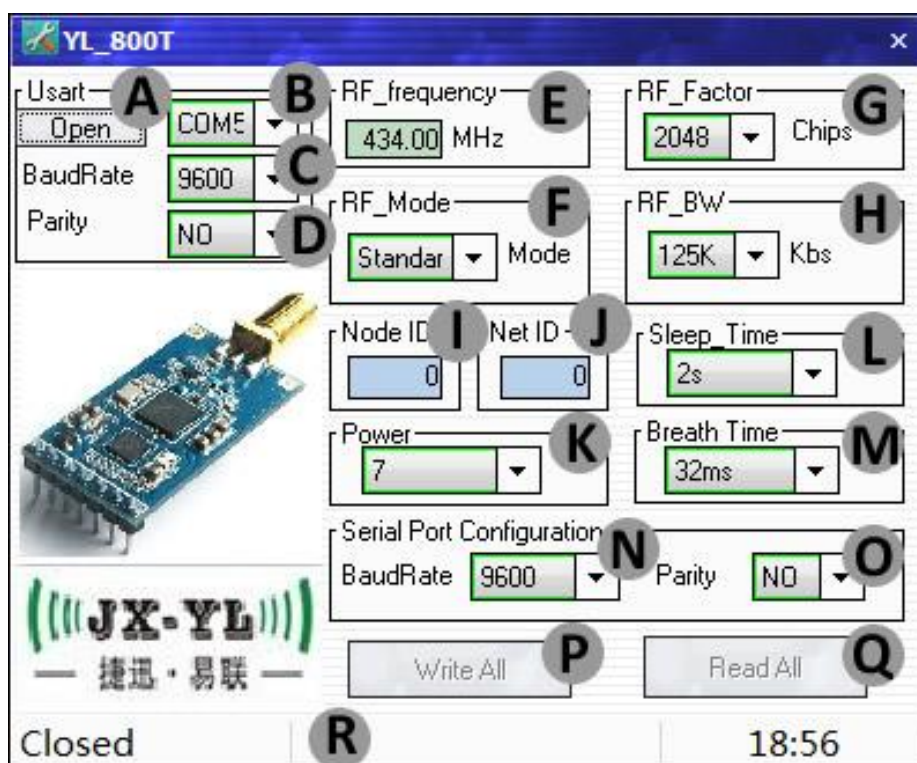 YL_800T
Usart A
Open COM5 B
BaudRate 9600 C
Parity NO D
RF_frequency E
434.00 MHz
RF_Factor G
2048 Chips
RF_Mode F
Standar Mode
RF_BW H
125K Kbs
Node ID I
0
Net ID J
0
Sleep_Time L
2s
Power K
7
Breath Time M
32ms
Serial Port Configuration
BaudRate 9600 N Parity NO O
JX-YL
捷迅·易联
Write All P
Read All Q
Closed R 18:56